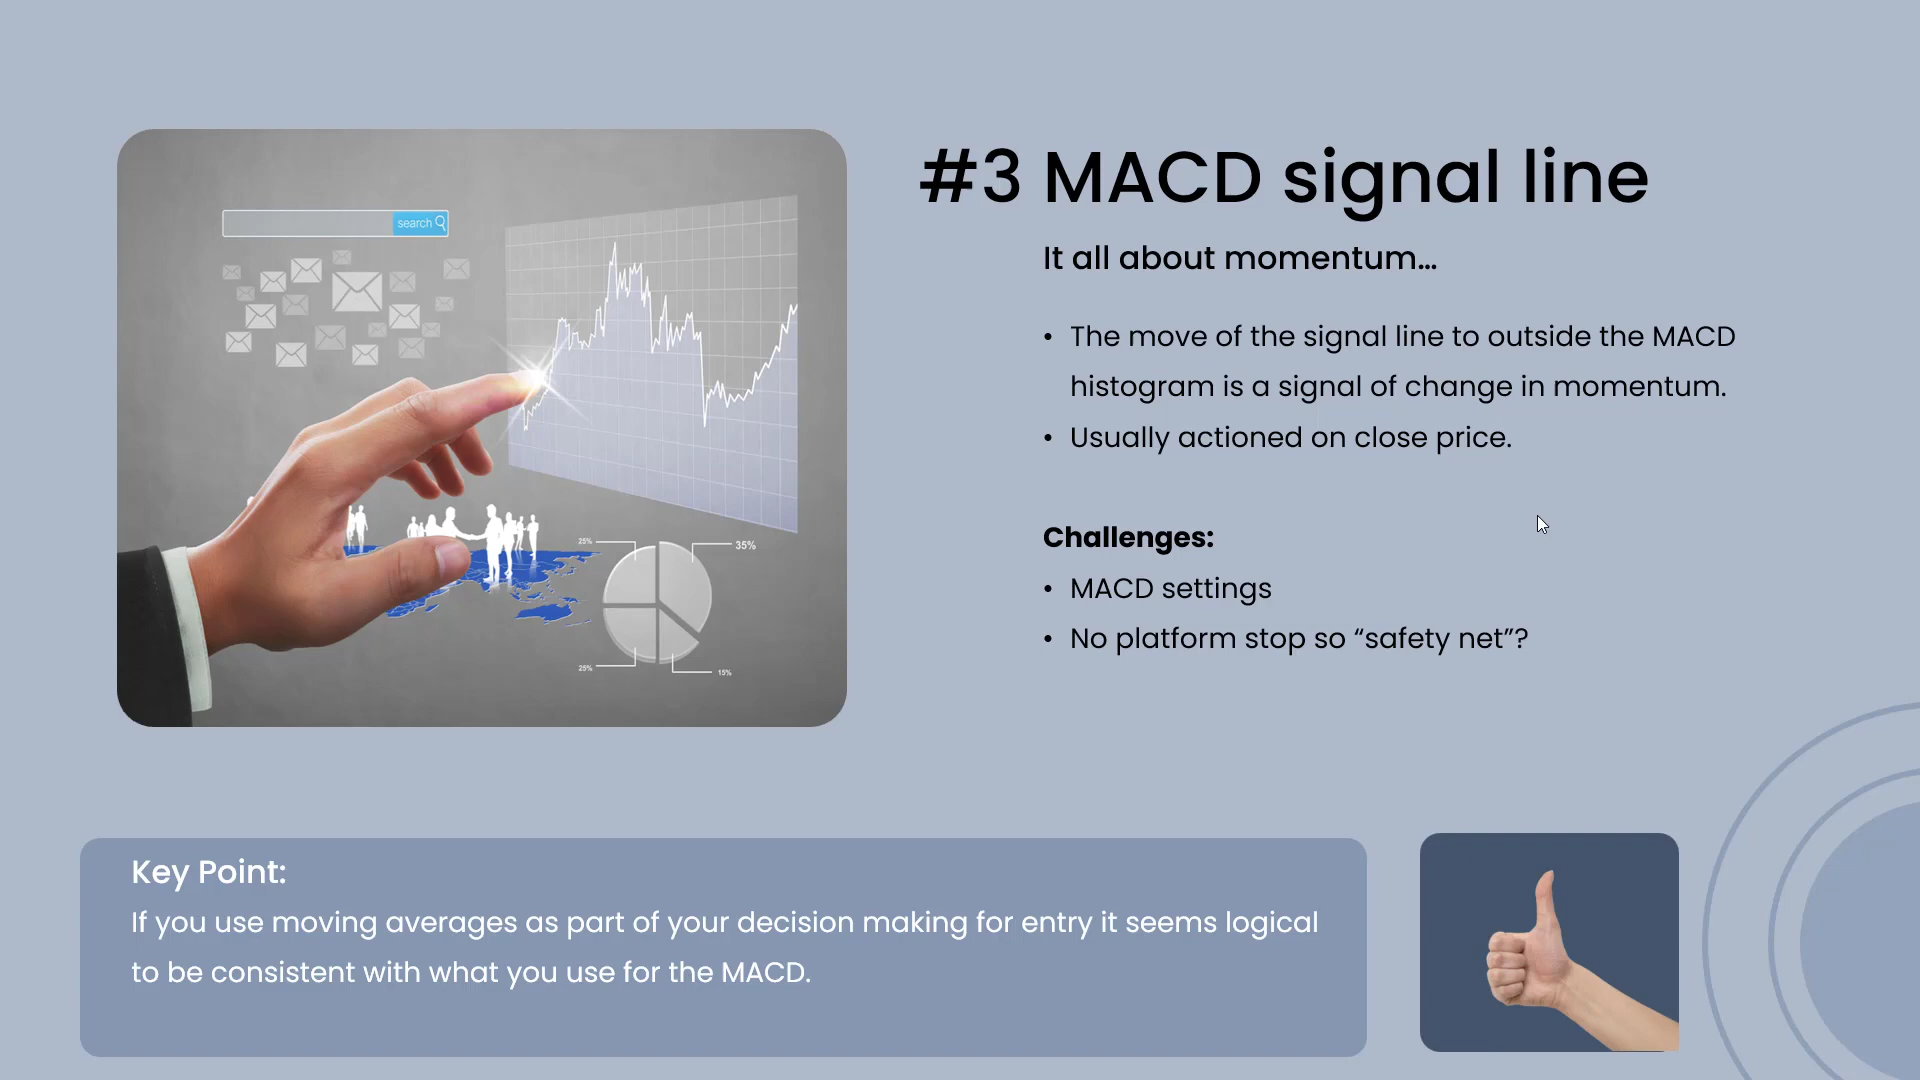 #3 MACD signal line
It all about momentum...
• The move of the signal line to outside the MACD
histogram is a signal of change in momentum.
• Usually actioned on close price.
Challenges:
• MACD settings
• No platform stop so “safety net”?
search
25%
35%
25%
15%
Key Point:
If you use moving averages as part of your decision making for entry it seems logical
to be consistent with what you use for the MACD.